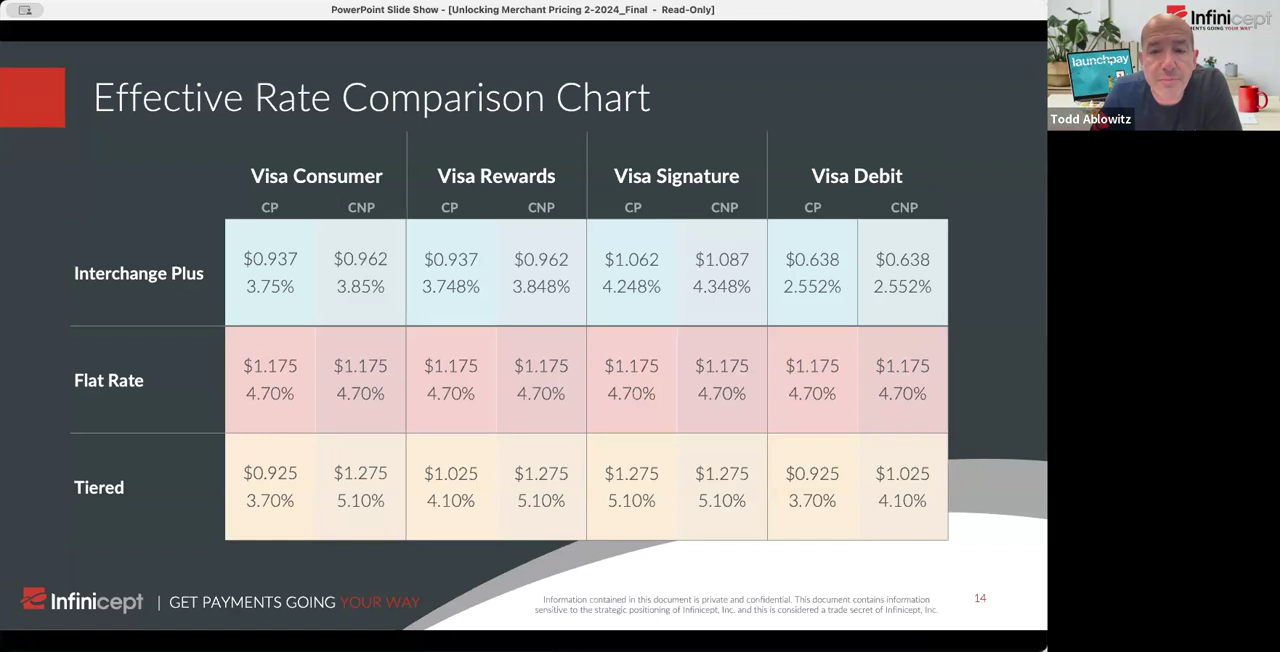 PowerPoint Slide Show - [Unlocking Merchant Pricing 2-2024_Final - Read-Only]
Infinicept
MENTS GOING YOUR WAY
launchpay
Todd Ablowitz
Effective Rate Comparison Chart
Visa Consumer Visa Rewards Visa Signature Visa Debit
CP CNP CP CNP CP CNP CP CNP
Interchange Plus
$0.937 $0.962 $0.937 $0.962 $1.062 $1.087 $0.638 $0.638
3.75% 3.85% 3.748% 3.848% 4.248% 4.348% 2.552% 2.552%
Flat Rate
$1.175 $1.175 $1.175 $1.175 $1.175 $1.175 $1.175 $1.175
4.70% 4.70% 4.70% 4.70% 4.70% 4.70% 4.70% 4.70%
Tiered
$0.925 $1.275 $1.025 $1.275 $1.275 $1.275 $0.925 $1.025
3.70% 5.10% 4.10% 5.10% 5.10% 5.10% 3.70% 4.10%
Infinicept | GET PAYMENTS GOING YOUR WAY
Information contained in this document is private and confidential. This document contains information
sensitive to the strategic positioning of Infinicept, Inc. and this is considered a trade secret of Infinicept, Inc.
14